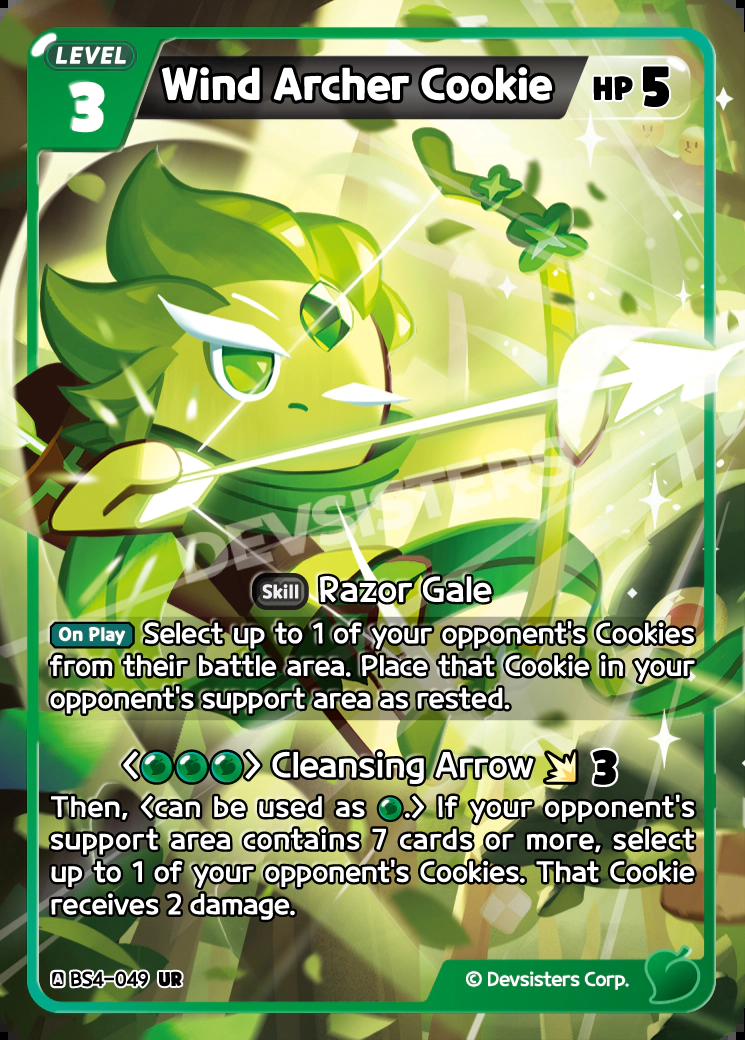 LEVEL
3
Wind Archer Cookie
HP 5
DEVSISTERS
Skill Razor Gale
On Play Select up to 1 of your opponent's Cookies
from their battle area. Place that Cookie in your
opponent's support area as rested.
<●●●> Cleansing Arrow 3
Then, <can be used as ●.> If your opponent's
support area contains 7 cards or more, select
up to 1 of your opponent's Cookies. That Cookie
receives 2 damage.
A BS4-049 UR
© Devsisters Corp.